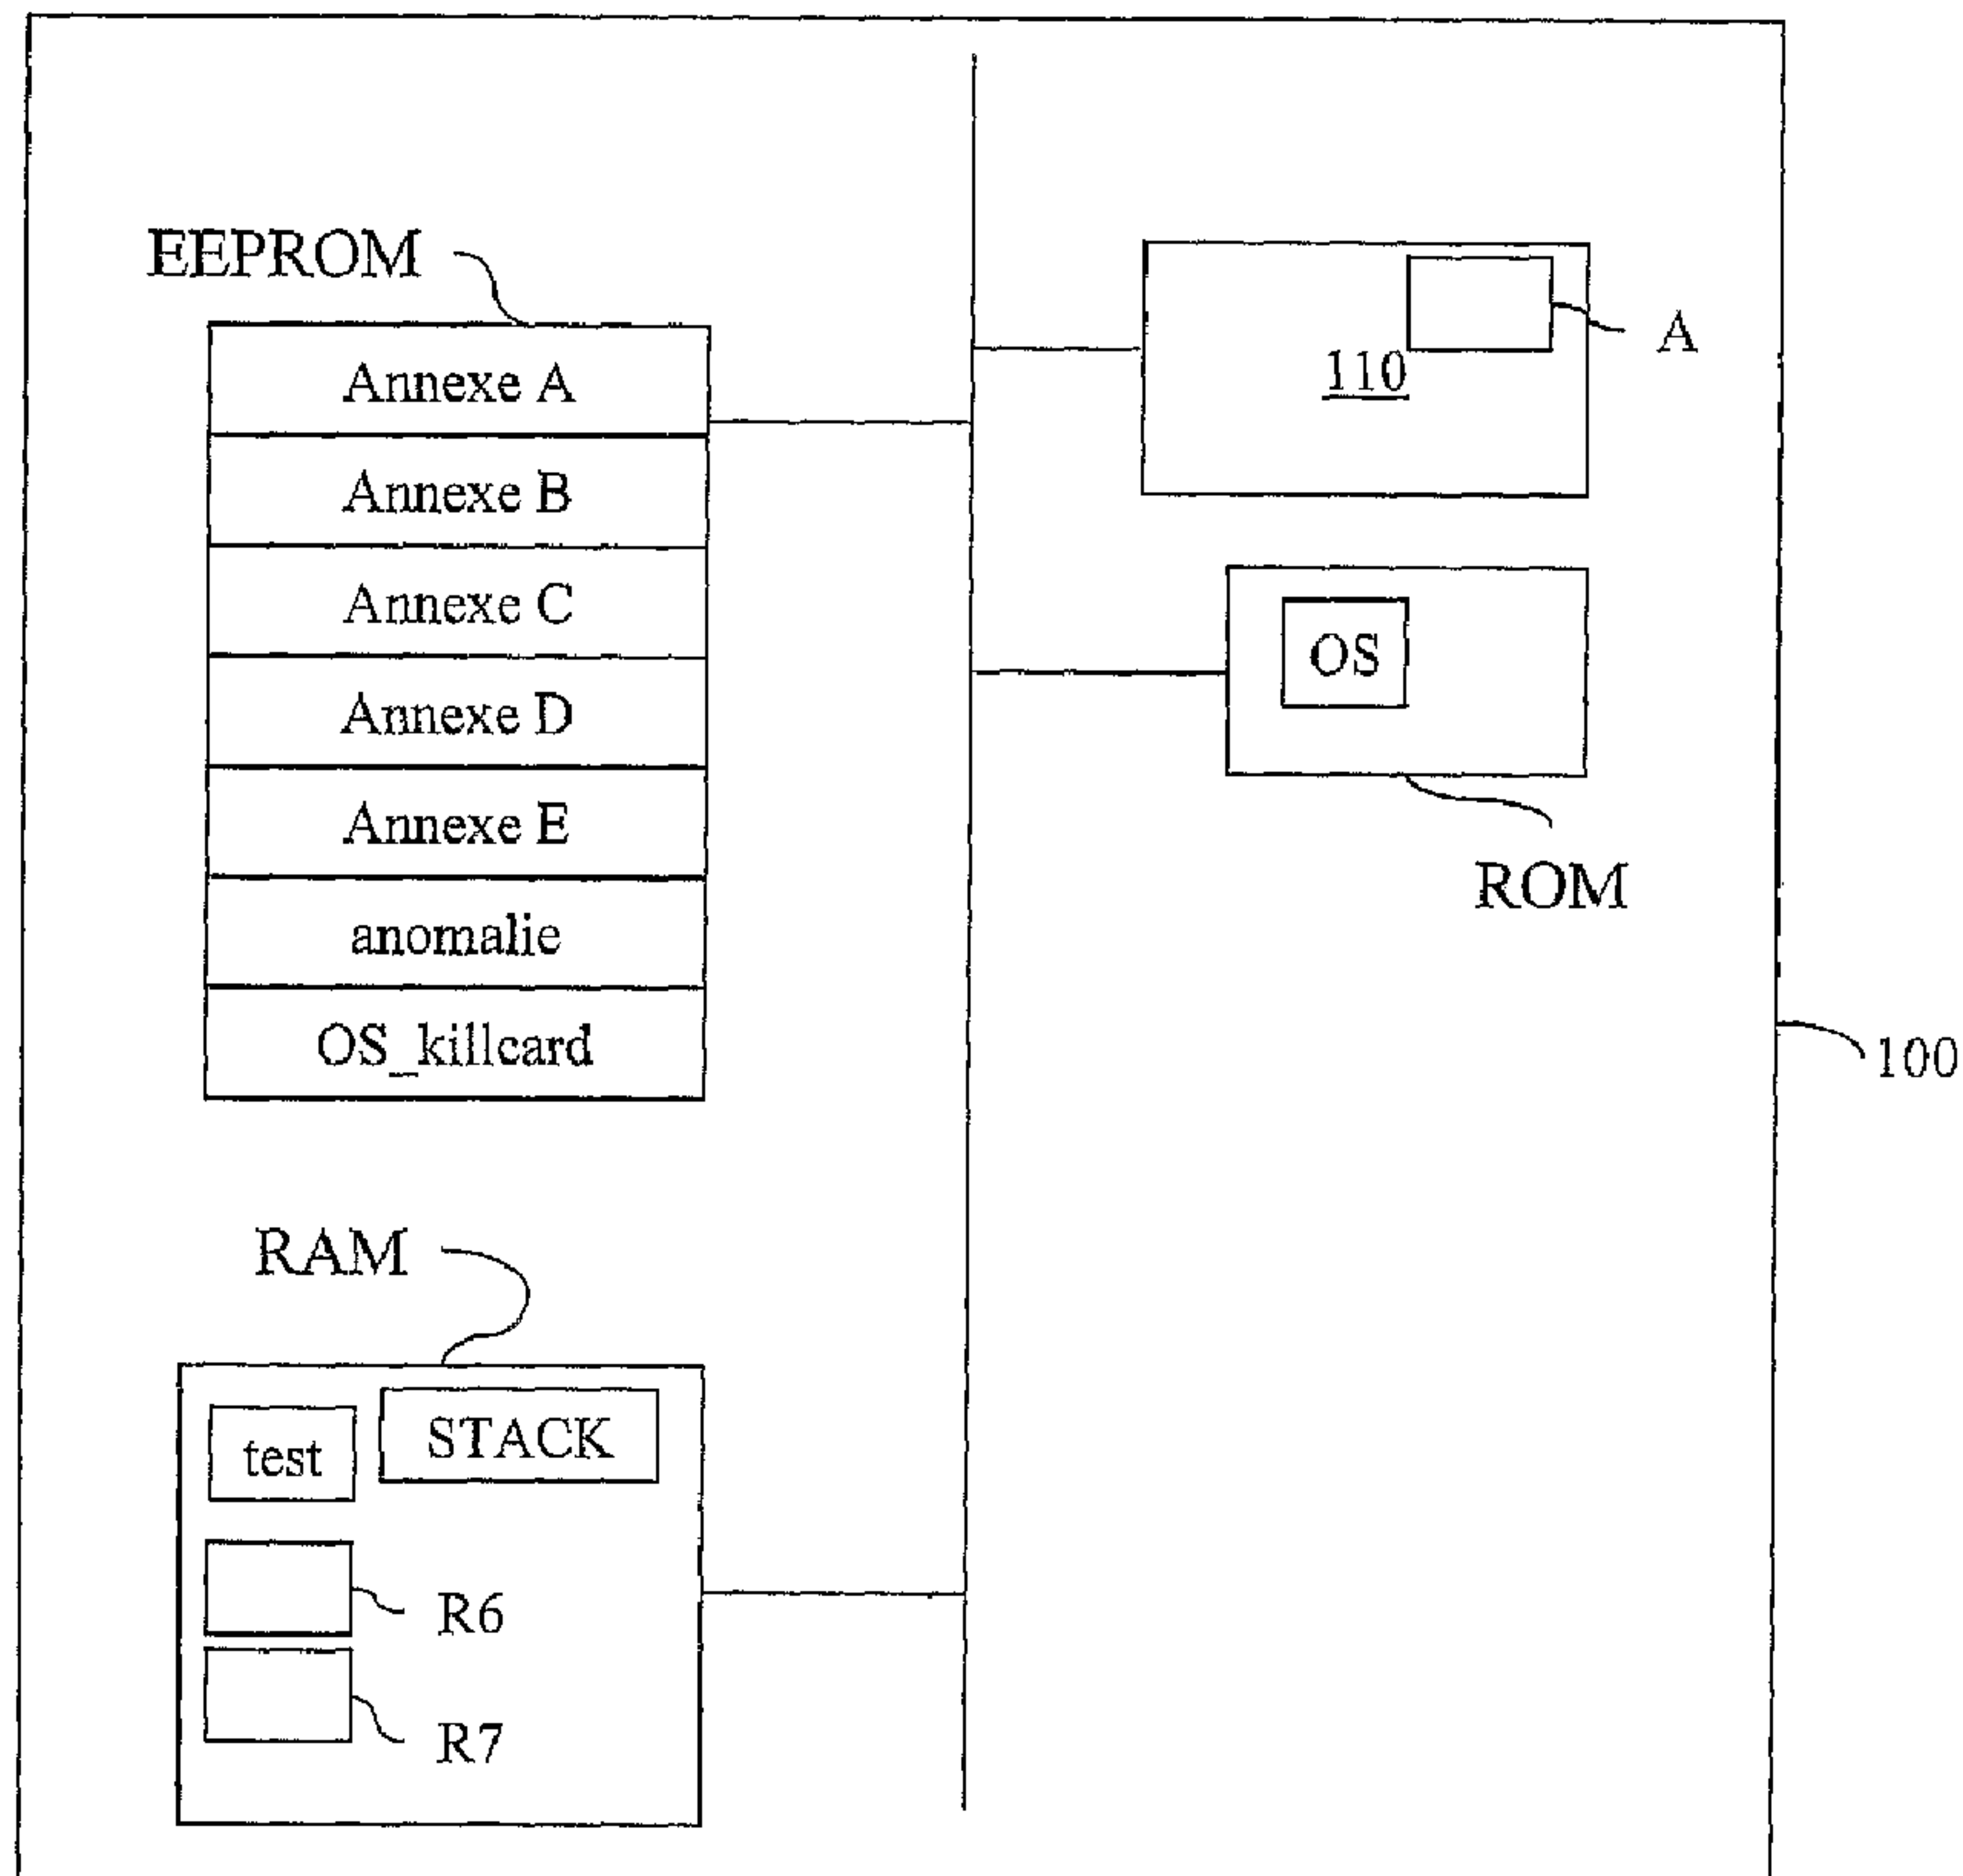 EEPROM
Annexe A
Annexe B
Annexe C
Annexe D
Annexe E
anomalie
OS_killcard
110
A
OS
ROM
100
RAM
test
STACK
R6
R7